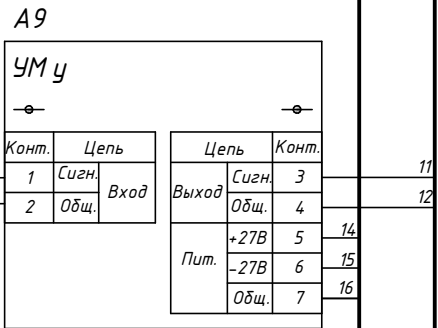 А9
УМ у
Конт. Цепь Цепь Конт.
1 Сигн. Вход Выход Сигн. 3 11
2 Общ. Общ. 4 12
Пит. +27В 5 14
-27В 6 15
Общ. 7 16